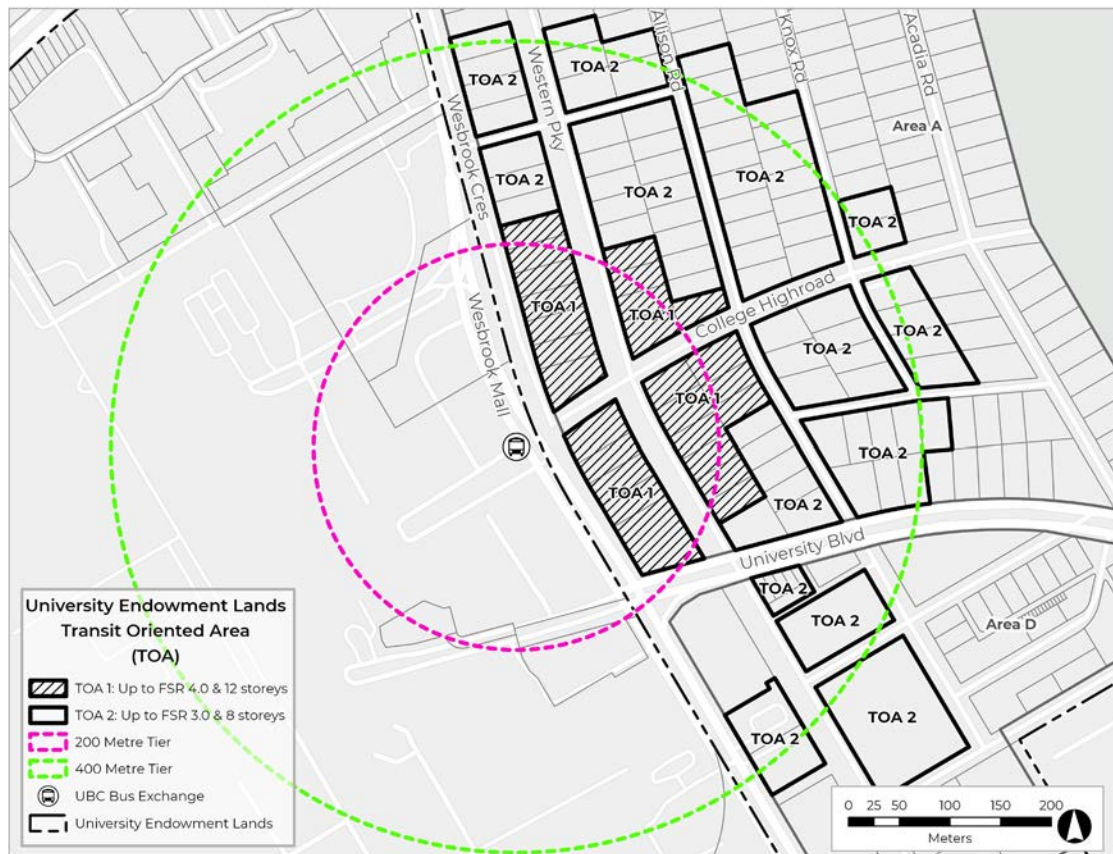 Allison Rd
Knox Rd
Acadia Rd
TOA 2
TOA 2
Western Pky
Wesbrook Cres
Area A
TOA 2
TOA 2
TOA 2
TOA 2
TOA 1
TOA 1
College Highroad
TOA 2
TOA 2
Wesbrook Mall
TOA 1
TOA 2
TOA 1
TOA 2
University Blvd
TOA 2
TOA 2
Area D
TOA 2
TOA 2
University Endowment Lands
Transit Oriented Area
(TOA)
TOA 1: Up to FSR 4.0 & 12 storeys
TOA 2: Up to FSR 3.0 & 8 storeys
200 Metre Tier
400 Metre Tier
UBC Bus Exchange
University Endowment Lands
0 25 50 100 150 200
Meters